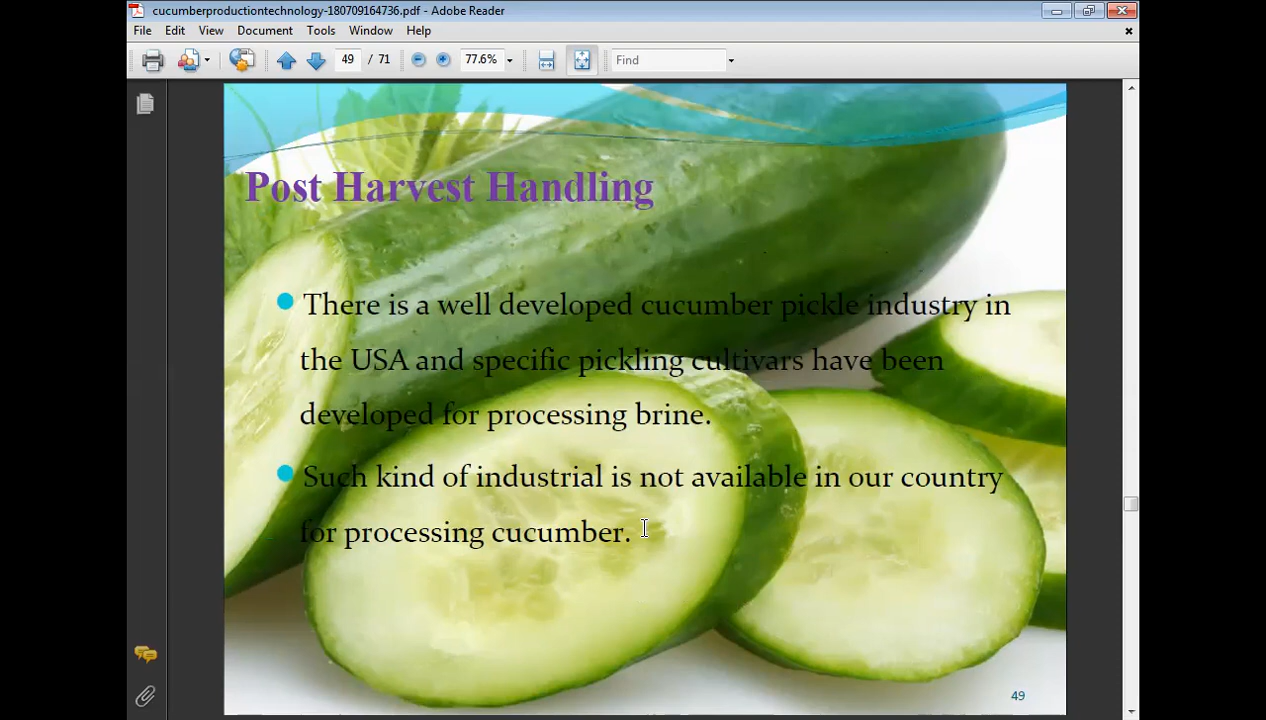 cucumberproductiontechnology-180709164736.pdf - Adobe Reader
File Edit View Document Tools Window Help
49 / 71 77.6% Find
Post Harvest Handling
There is a well developed cucumber pickle industry in
the USA and specific pickling cultivars have been
developed for processing brine.
Such kind of industrial is not available in our country
for processing cucumber.
49